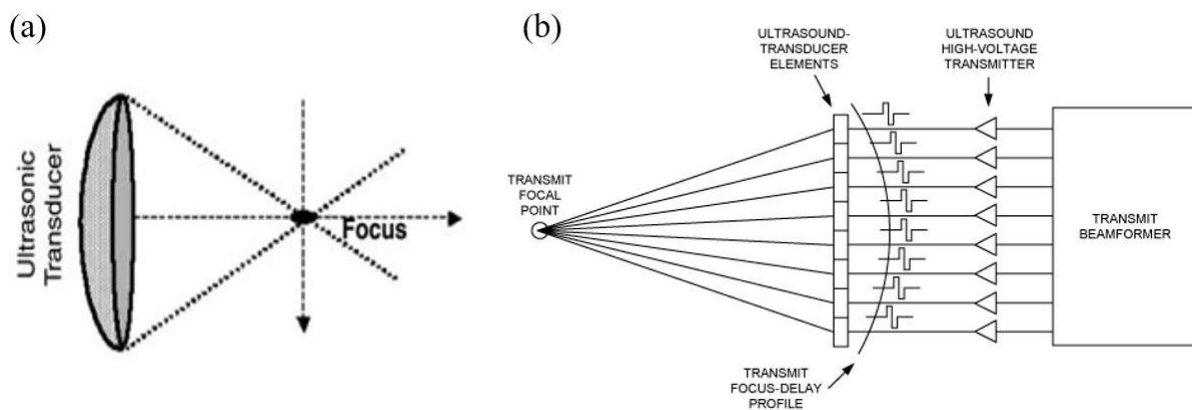 (a)
Ultrasonic
Transducer
Focus
(b)
ULTRASOUND-
TRANSDUCER
ELEMENTS
ULTRASOUND
HIGH-VOLTAGE
TRANSMITTER
TRANSMIT
FOCAL
POINT
TRANSMIT
BEAMFORMER
TRANSMIT
FOCUS-DELAY
PROFILE